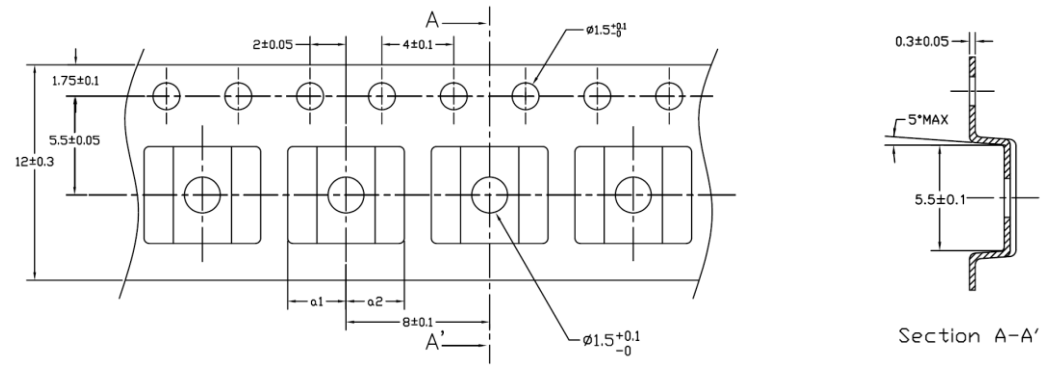 A
2±0.05
4±0.1
Ø1.5+0.1 -0
1.75±0.1
5.5±0.05
12±0.3
a1
a2
8±0.1
A'
Ø1.5+0.1 -0
0.3±0.05
5°MAX
5.5±0.1
Section A-A'